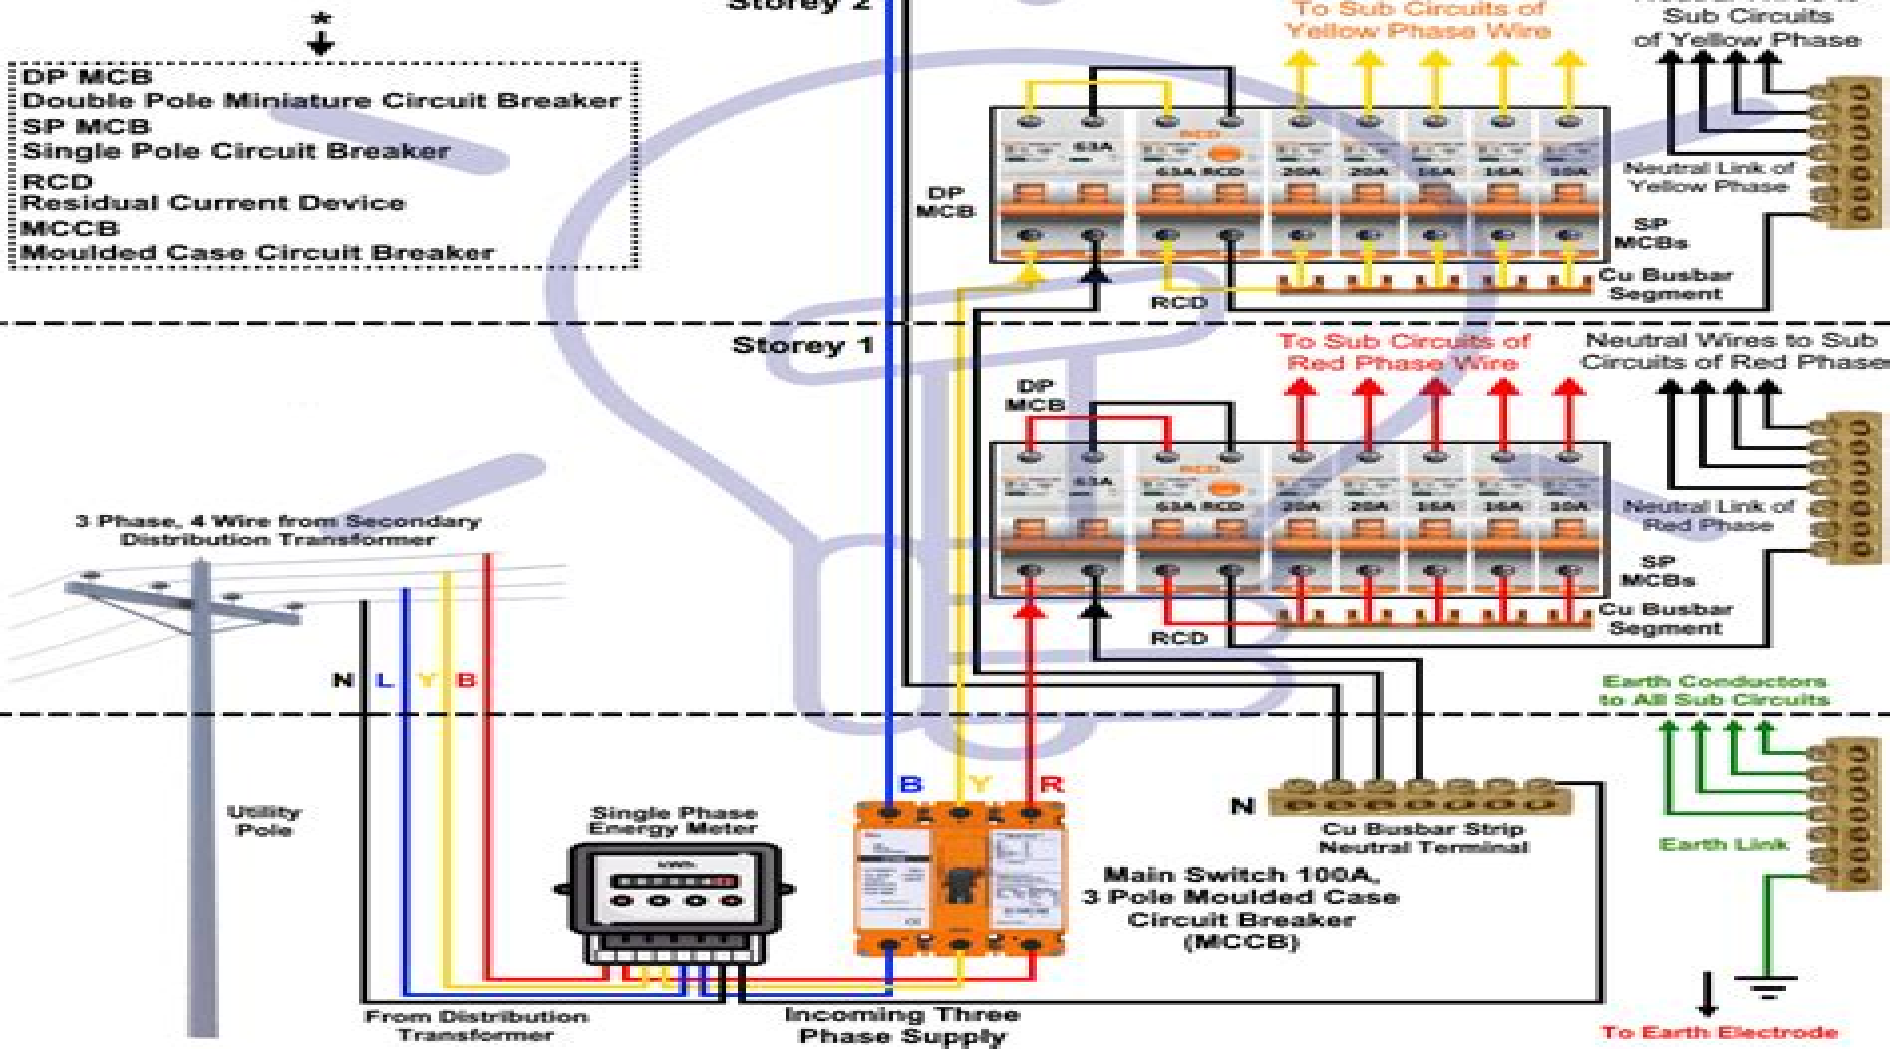 Storey 2
*
DP MCB
Double Pole Miniature Circuit Breaker
SP MCB
Single Pole Circuit Breaker
RCD
Residual Current Device
MCCB
Moulded Case Circuit Breaker
To Sub Circuits of
Yellow Phase Wire
Sub Circuits
of Yellow Phase
RCD
63A
63A RCD
20A
20A
16A
16A
10A
DP
MCB
Neutral Link of
Yellow Phase
SP
MCBs
Cu Busbar
Segment
RCD
Storey 1
To Sub Circuits of
Red Phase Wire
Neutral Wires to Sub
Circuits of Red Phase
DP
MCB
RCD
63A
63A RCD
20A
20A
16A
16A
10A
Neutral Link of
Red Phase
SP
MCBs
Cu Busbar
Segment
RCD
3 Phase, 4 Wire from Secondary
Distribution Transformer
N L Y B
Earth Conductors
to All Sub Circuits
B Y R
Utility
Pole
Single Phase
Energy Meter
kWh
N
Cu Busbar Strip
Neutral Terminal
Earth Link
Main Switch 100A,
3 Pole Moulded Case
Circuit Breaker
(MCCB)
From Distribution
Transformer
Incoming Three
Phase Supply
To Earth Electrode